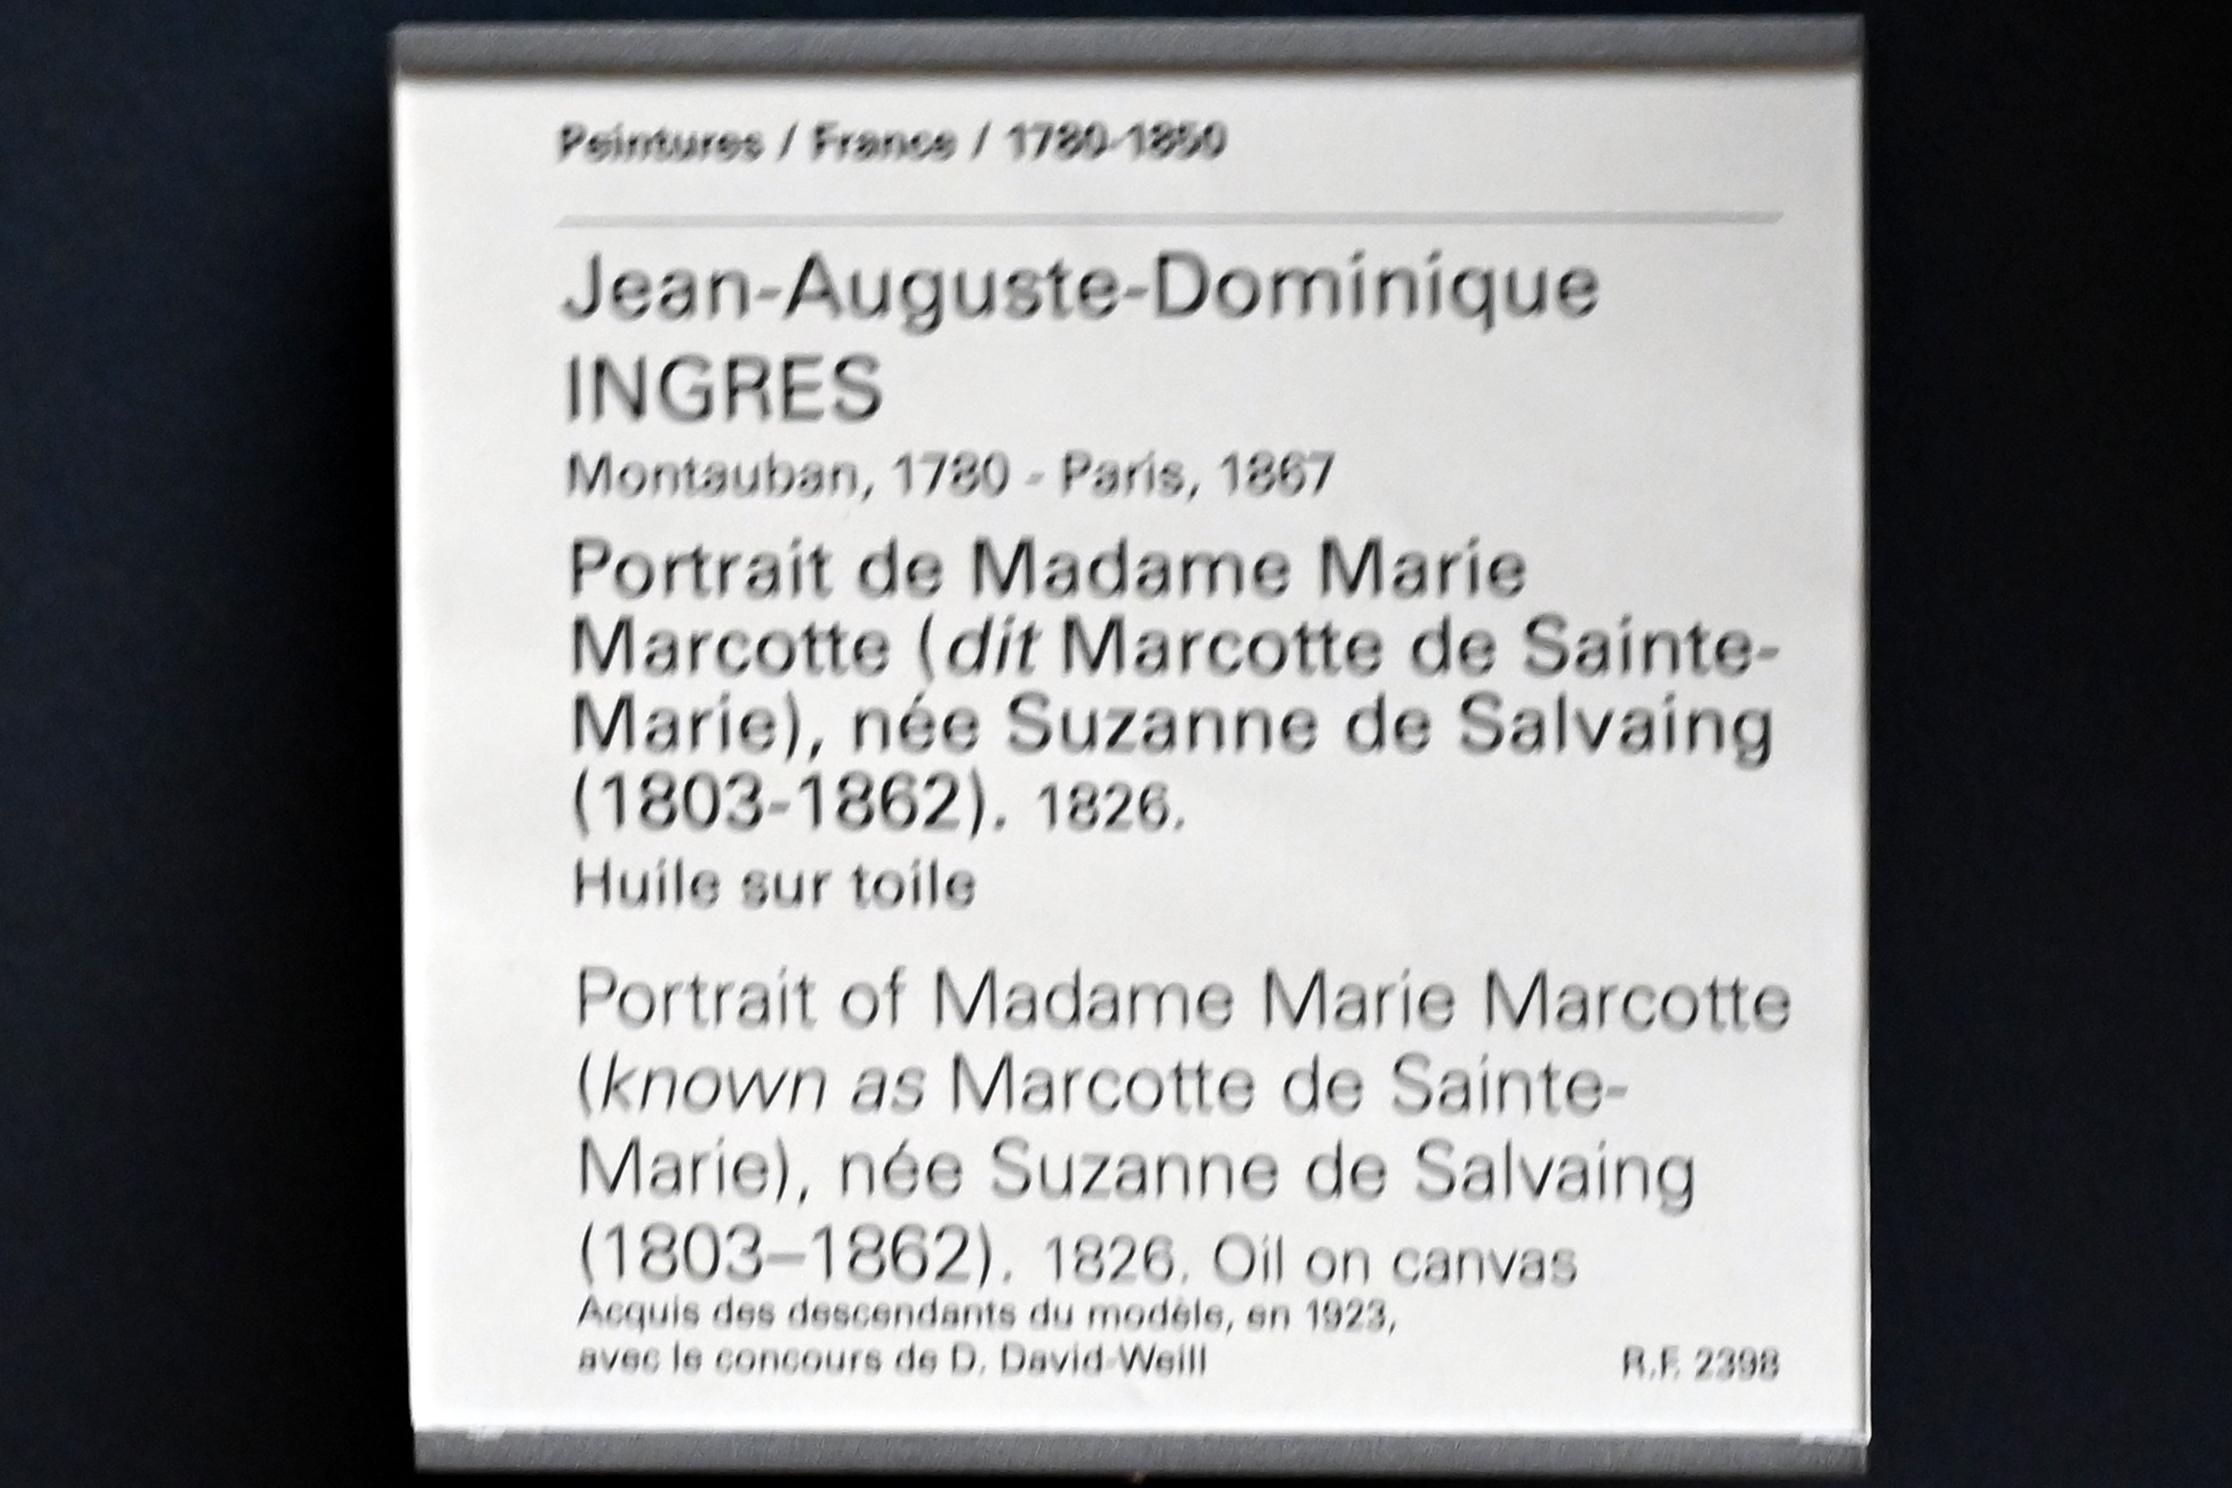 Peintures / France / 1780-1850
Jean-Auguste-Dominique
INGRES
Montauban, 1780 - Paris, 1867
Portrait de Madame Marie
Marcotte (dit Marcotte de Sainte-
Marie), née Suzanne de Salvaing
(1803-1862). 1826.
Huile sur toile
Portrait of Madame Marie Marcotte
(known as Marcotte de Sainte-
Marie), née Suzanne de Salvaing
(1803–1862). 1826. Oil on canvas
Acquis des descendants du modèle, en 1923,
avec le concours de D. David-Weill
R.F. 2398